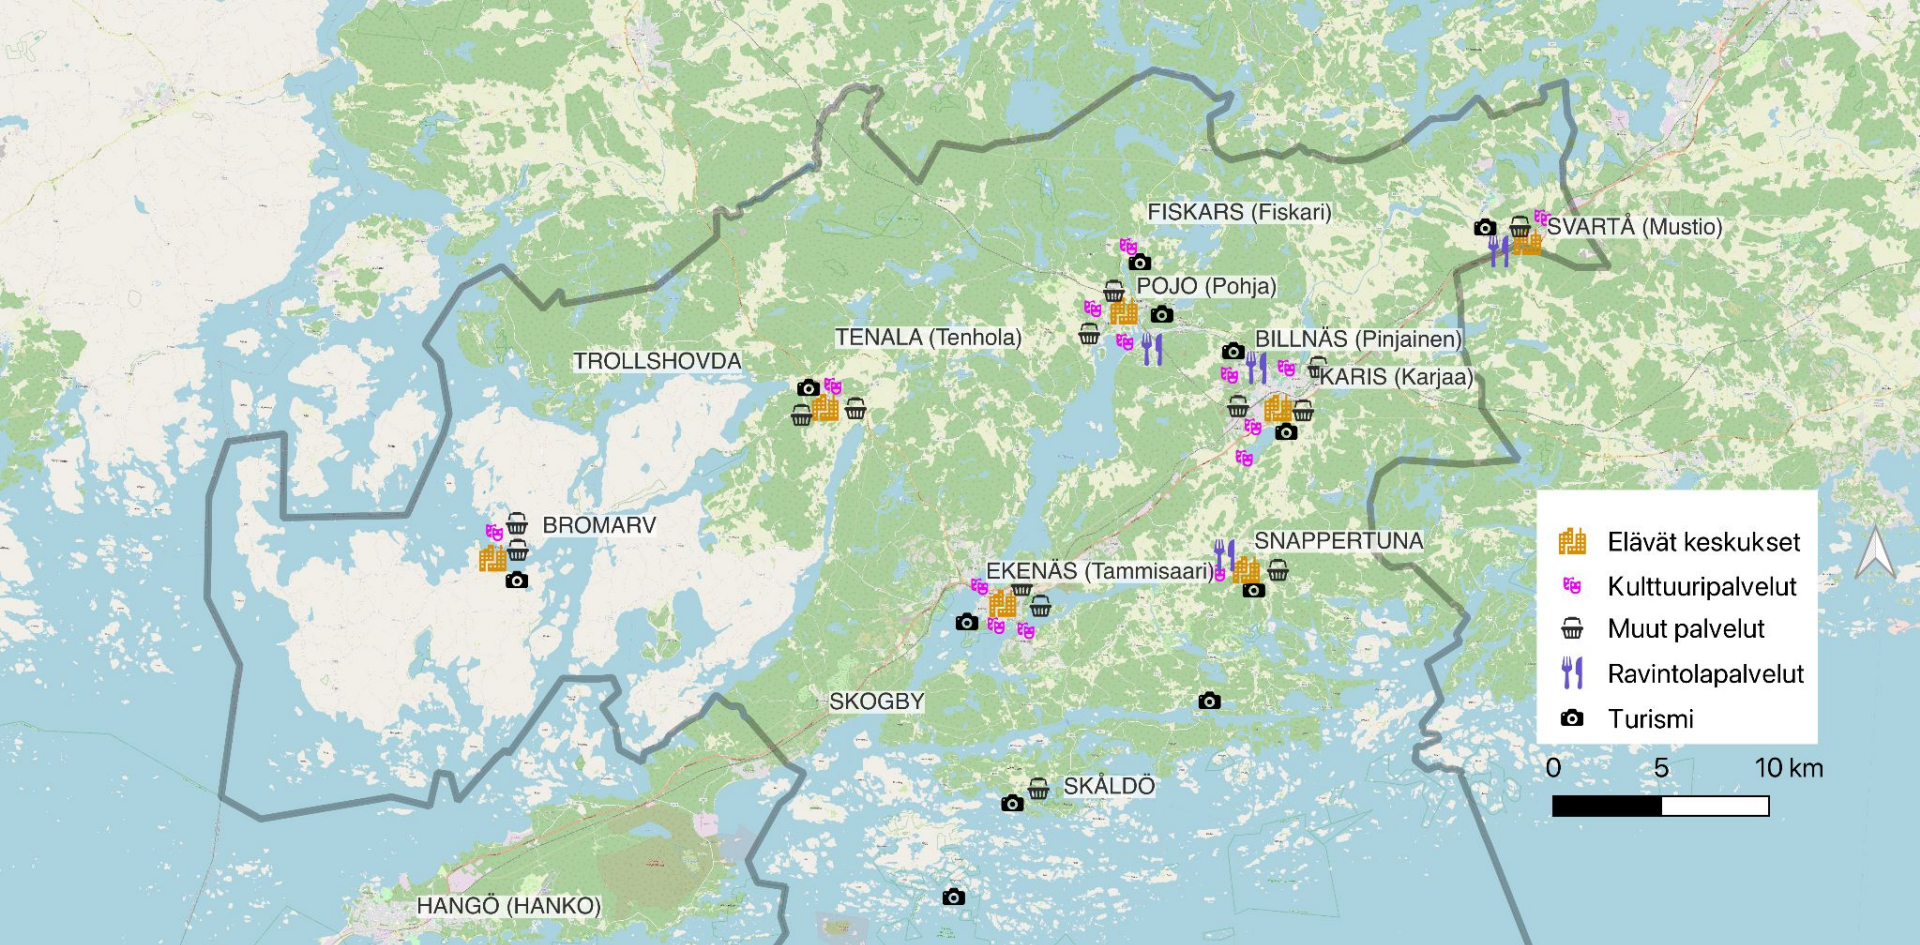 FISKARS (Fiskari)
SVARTÅ (Mustio)
POJO (Pohja)
TENALA (Tenhola)
BILLNÄS (Pinjainen)
TROLLSHOVDA
KARIS (Karjaa)
BROMARV
SNAPPERTUNA
EKENÄS (Tammisaari)
SKOGBY
SKÅLDÖ
HANGÖ (HANKO)
Elävät keskukset
Kulttuuripalvelut
Muut palvelut
Ravintolapalvelut
Turismi
0 5 10 km